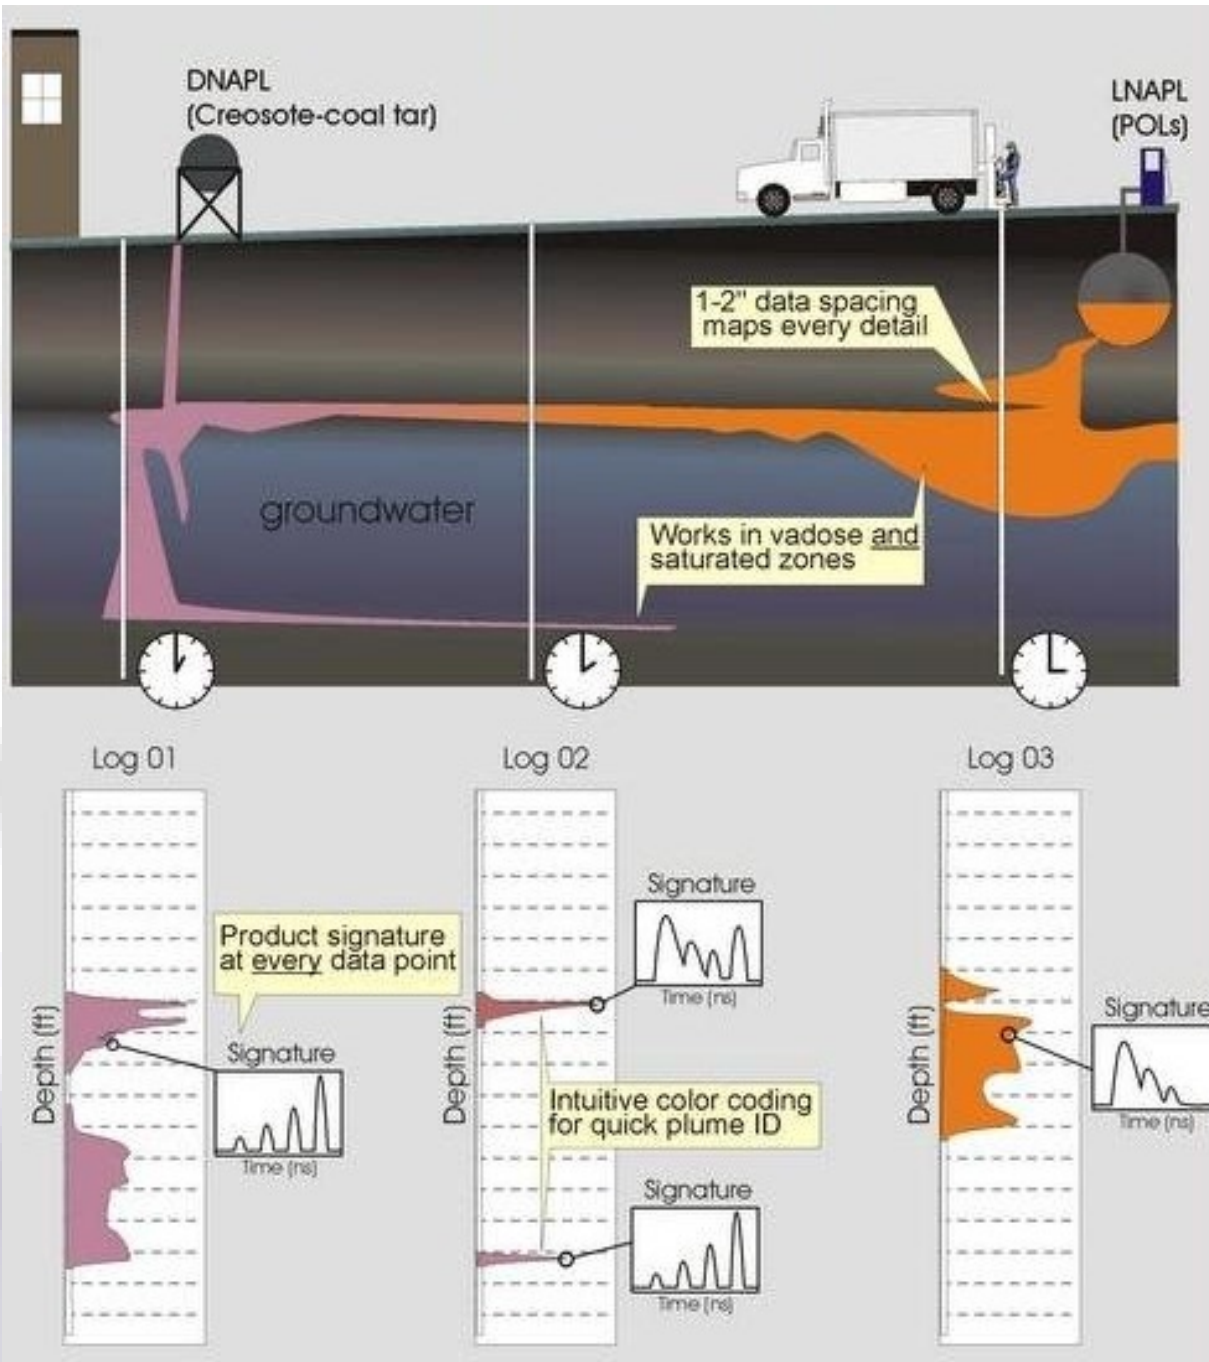 DNAPL
(Creosote-coal tar)
LNAPL
(POLs)
1-2" data spacing
maps every detail
groundwater
Works in vadose and
saturated zones
Log 01
Log 02
Log 03
Depth (ft)
Product signature
at every data point
Signature
Time (ns)
Depth (ft)
Signature
Time (ns)
Intuitive color coding
for quick plume ID
Signature
Time (ns)
Depth (ft)
Signature
Time (ns)